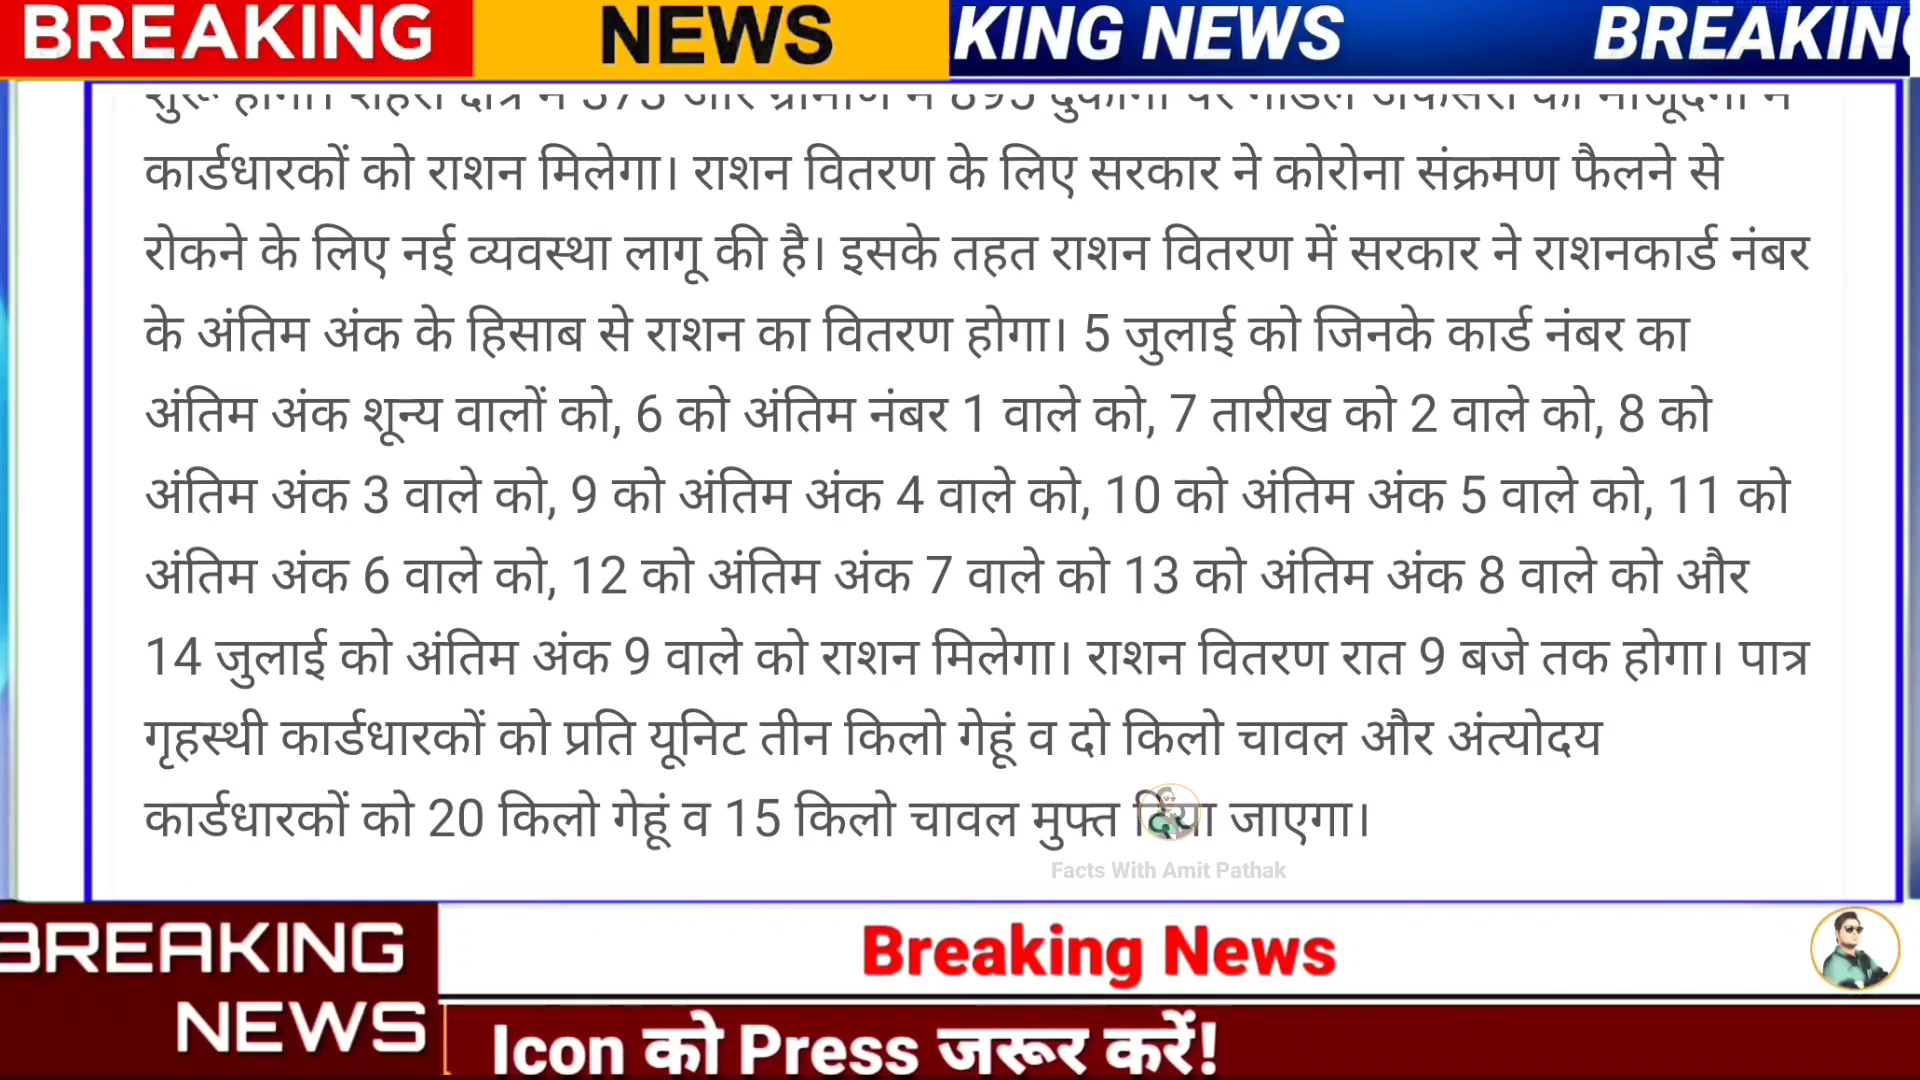 BREAKING NEWS KING NEWS BREAKING
कार्डधारकों को राशन मिलेगा। राशन वितरण के लिए सरकार ने कोरोना संक्रमण फैलने से
रोकने के लिए नई व्यवस्था लागू की है। इसके तहत राशन वितरण में सरकार ने राशनकार्ड नंबर
के अंतिम अंक के हिसाब से राशन का वितरण होगा। 5 जुलाई को जिनके कार्ड नंबर का
अंतिम अंक शून्य वालों को, 6 को अंतिम नंबर 1 वाले को, 7 तारीख को 2 वाले को, 8 को
अंतिम अंक 3 वाले को, 9 को अंतिम अंक 4 वाले को, 10 को अंतिम अंक 5 वाले को, 11 को
अंतिम अंक 6 वाले को, 12 को अंतिम अंक 7 वाले को 13 को अंतिम अंक 8 वाले को और
14 जुलाई को अंतिम अंक 9 वाले को राशन मिलेगा। राशन वितरण रात 9 बजे तक होगा। पात्र
गृहस्थी कार्डधारकों को प्रति यूनिट तीन किलो गेहूं व दो किलो चावल और अंत्योदय
कार्डधारकों को 20 किलो गेहूं व 15 किलो चावल मुफ्त दिया जाएगा।
Facts With Amit Pathak
BREAKING
NEWS
Breaking News
Icon को Press जरूर करें!